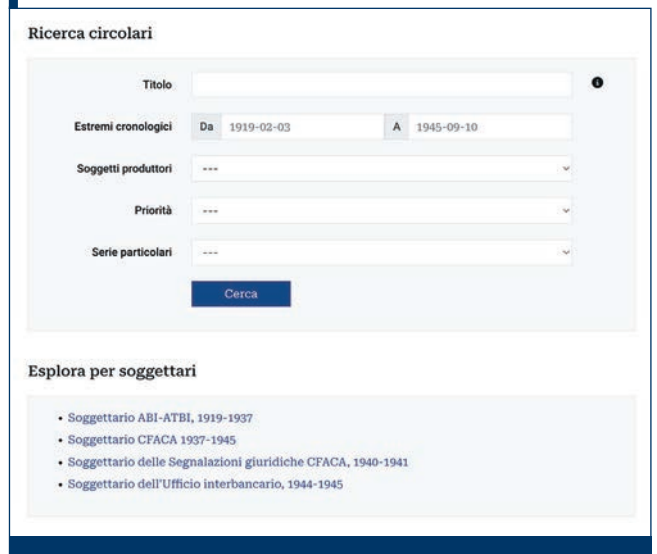 Ricerca circolari
Titolo
Estremi cronologici Da 1919-02-03 A 1945-09-10
Soggetti produttori ---
Priorità ---
Serie particolari ---
Cerca
Esplora per soggettari
• Soggettario ABI-ATBI, 1919-1937
• Soggettario CFACA 1937-1945
• Soggettario delle Segnalazioni giuridiche CFACA, 1940-1941
• Soggettario dell'Ufficio interbancario, 1944-1945